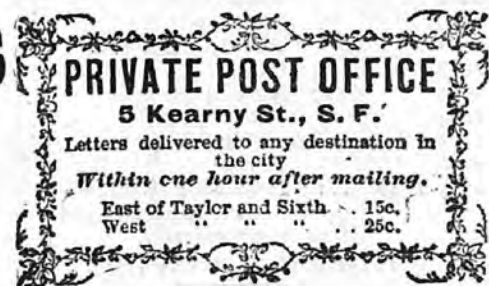 PRIVATE POST OFFICE
5 Kearny St., S. F.
Letters delivered to any destination in
the city
Within one hour after mailing.
East of Taylor and Sixth . . 15c.
West " " " . . 25c.